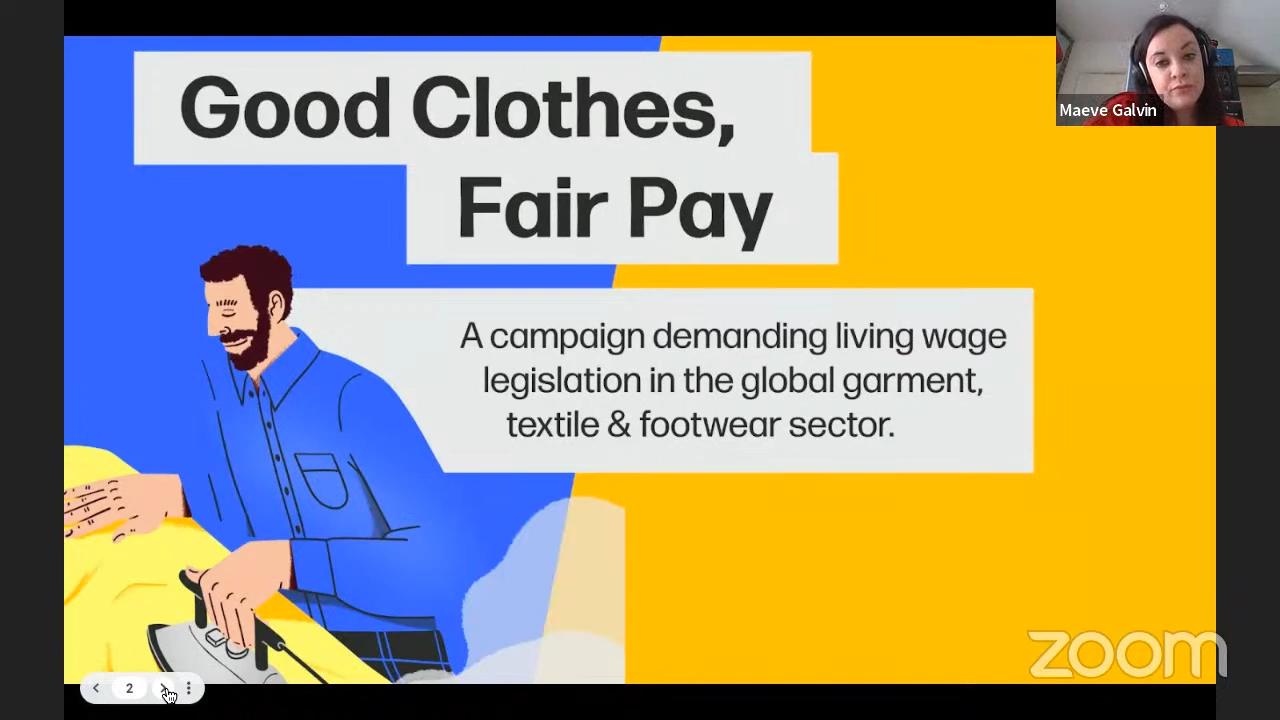 Good Clothes,
Fair Pay
A campaign demanding living wage
legislation in the global garment,
textile & footwear sector.
Maeve Galvin
zoom
2